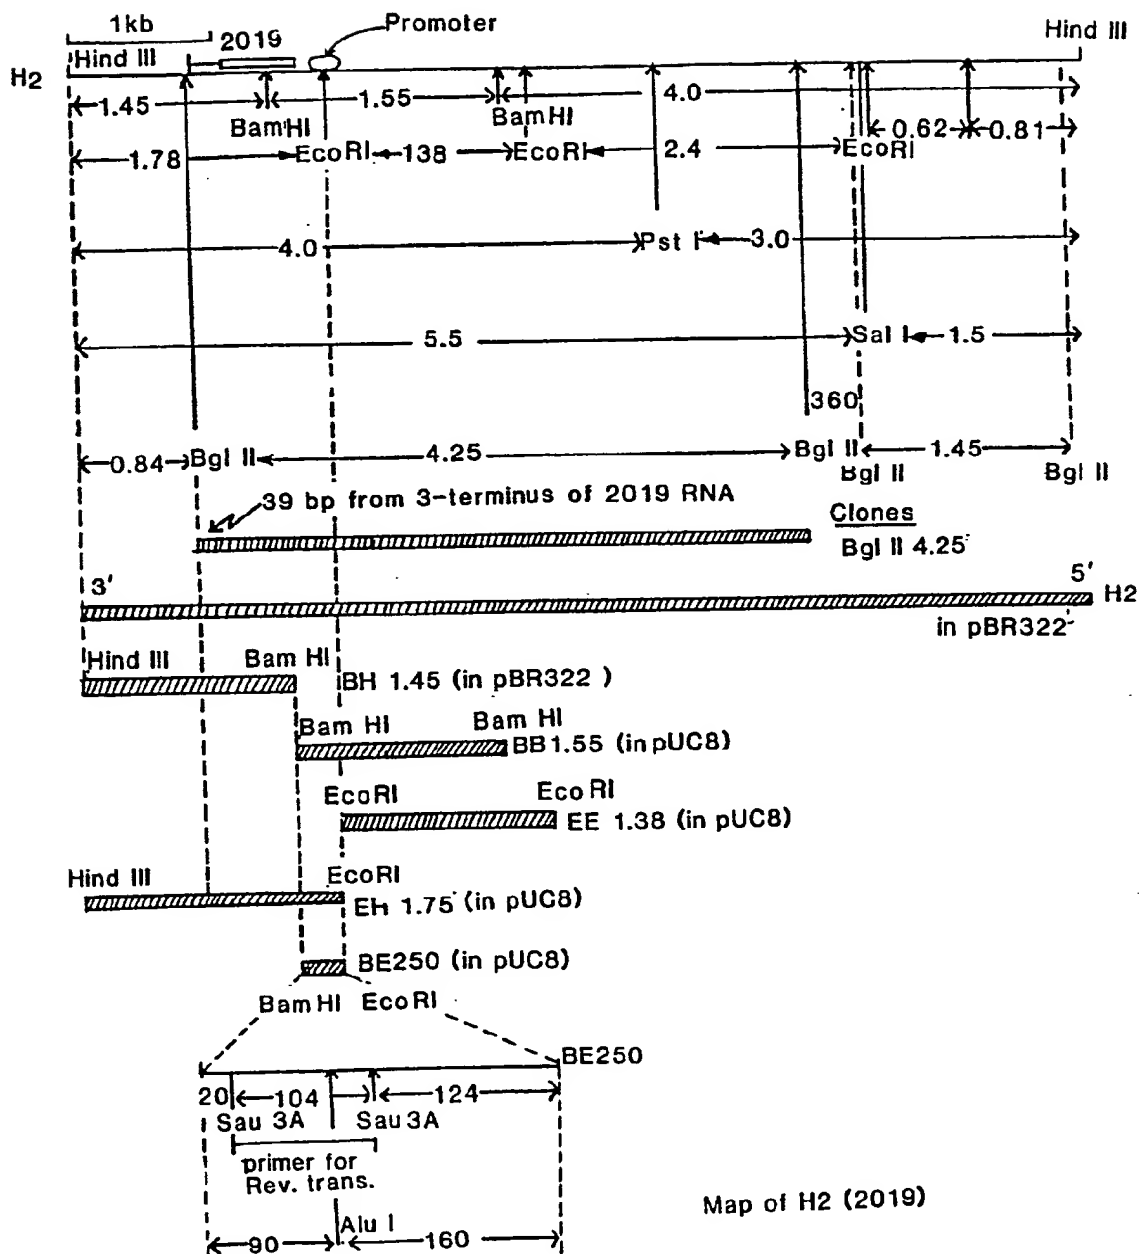 1kb
Promoter
Hind III
2019
Hind III
H2
1.45
1.55
4.0
Bam HI
Bam HI
0.62
0.81
1.78
EcoRI
138
EcoRI
2.4
EcoRI
4.0
Pst I
3.0
5.5
Sal I
1.5
360
0.84
Bgl II
4.25
Bgl II
1.45
Bgl II
Bgl II
39 bp from 3-terminus of 2019 RNA
Clones
Bgl II 4.25
3'
5'
H2
in pBR322
Hind III
Bam HI
BH 1.45 (in pBR322 )
Bam HI
Bam HI
BB 1.55 (in pUC8)
EcoRI
Eco RI
EE 1.38 (in pUC8)
Hind III
EcoRI
EH 1.75 (in pUC8)
BE250 (in pUC8)
Bam HI
EcoRI
BE250
20
104
124
Sau 3A
Sau 3A
primer for
Rev. trans.
Map of H2 (2019)
Alu I
90
160